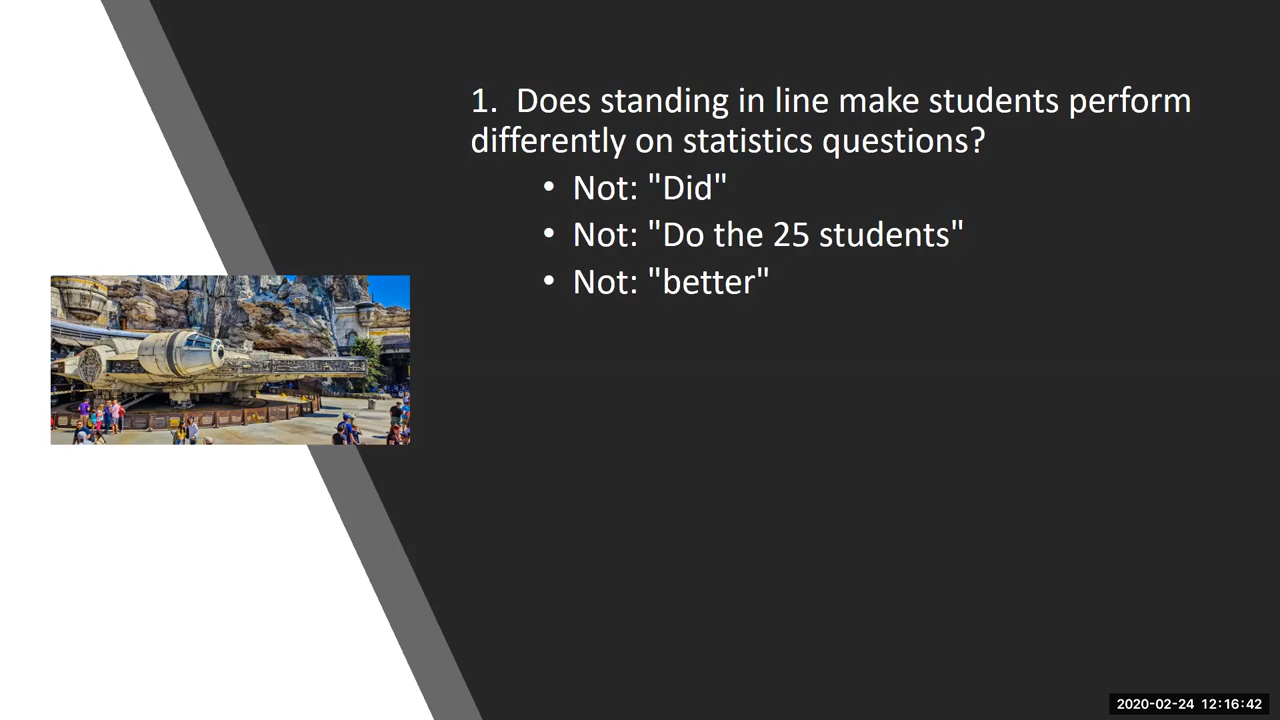 1.  Does standing in line make students perform
differently on statistics questions?
• Not: "Did"
• Not: "Do the 25 students"
• Not: "better"
2020-02-24 12:16:42